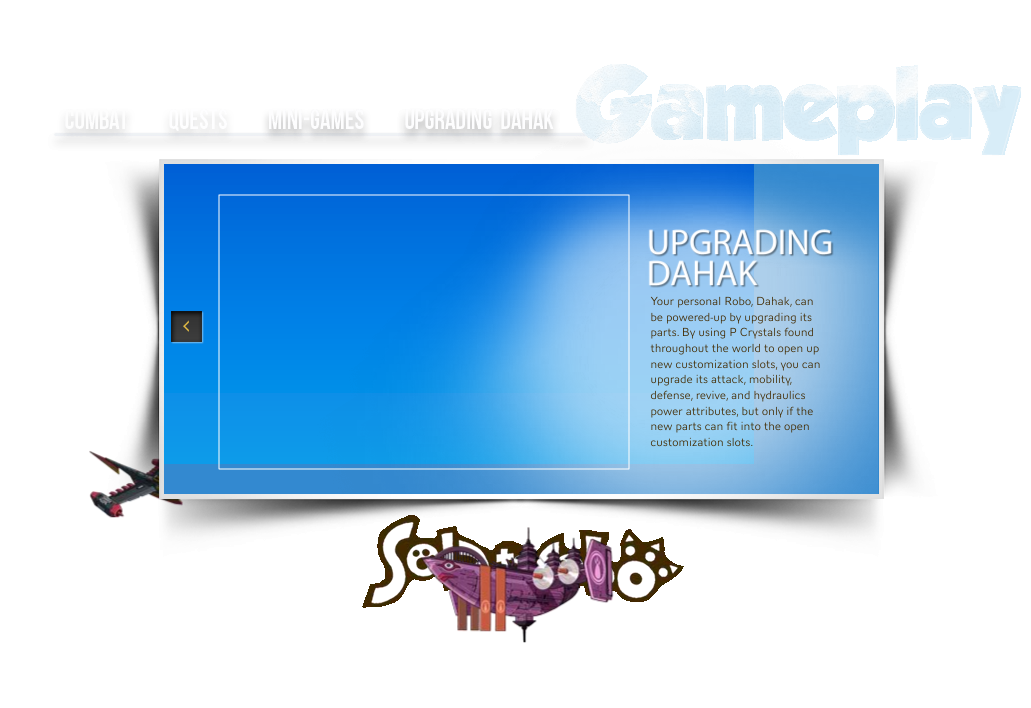 Gameplay
COMBAT QUESTS MINI-GAMES UPGRADING DAHAK
UPGRADING
DAHAK
Your personal Robo, Dahak, can
be powered-up by upgrading its
parts. By using P Crystals found
throughout the world to open up
new customization slots, you can
upgrade its attack, mobility,
defense, revive, and hydraulics
power attributes, but only if the
new parts can fit into the open
customization slots.